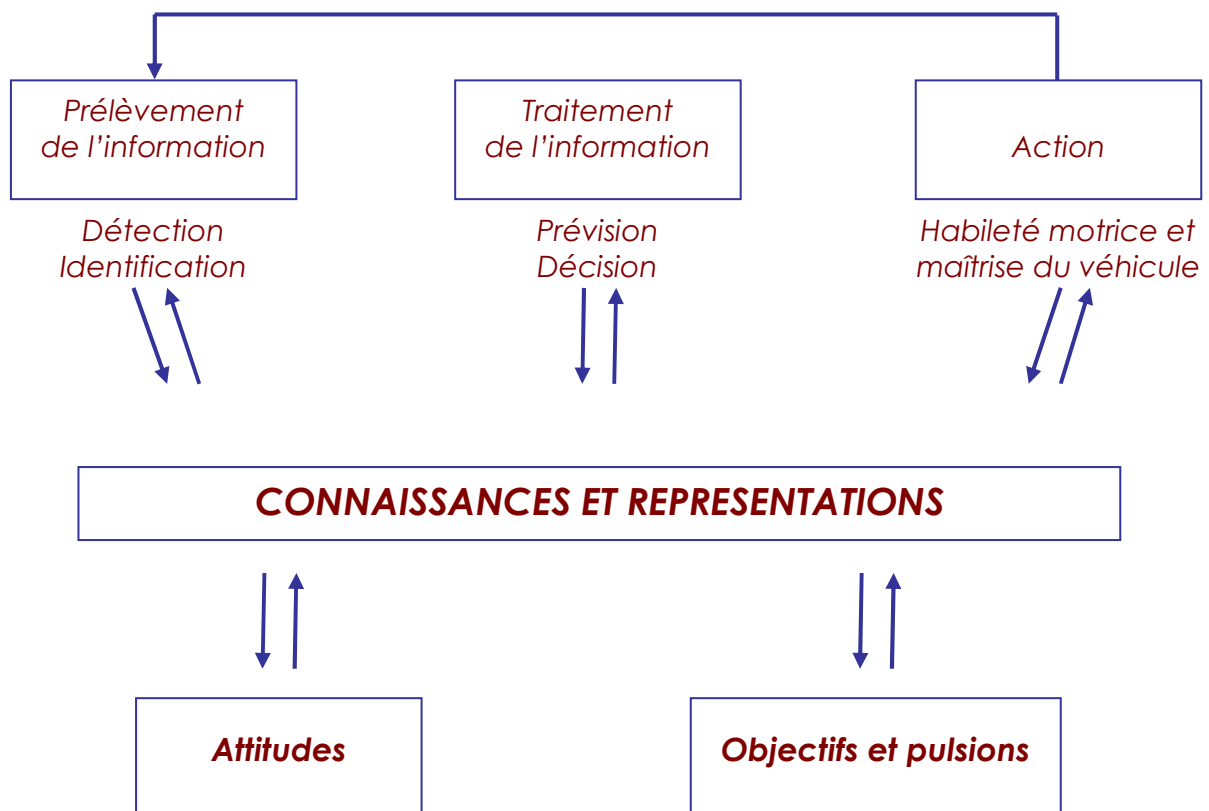 Prélèvement
de l'information
Traitement
de l'information
Action
Détection
Identification
Prévision
Décision
Habileté motrice et
maîtrise du véhicule
CONNAISSANCES ET REPRESENTATIONS
Attitudes
Objectifs et pulsions